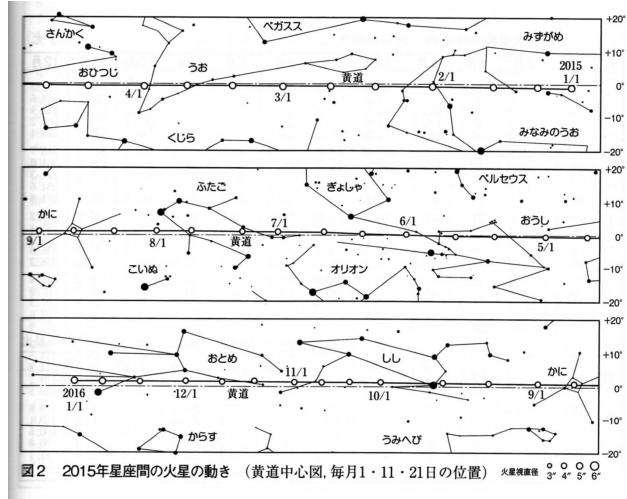 さんかく ペガスス みずがめ +20°
+10°
おひつじ うお 黄道 2015
4/1 3/1 2/1 1/1 0°
-10°
くじら みなみのうお
-20°
ふたご ぎょしゃ ペルセウス +20°
+10°
かに 7/1 6/1 おうし
9/1 8/1 黄道 5/1 0°
こいぬ オリオン -10°
-20°
+20°
おとめ しし +10°
11/1 かに
2016 12/1 黄道 10/1 9/1 0°
1/1
-10°
からす うみへび
-20°
図2 2015年星座間の火星の動き (黄道中心図, 毎月1・11・21日の位置) 火星視直径 3″ 4″ 5″ 6″